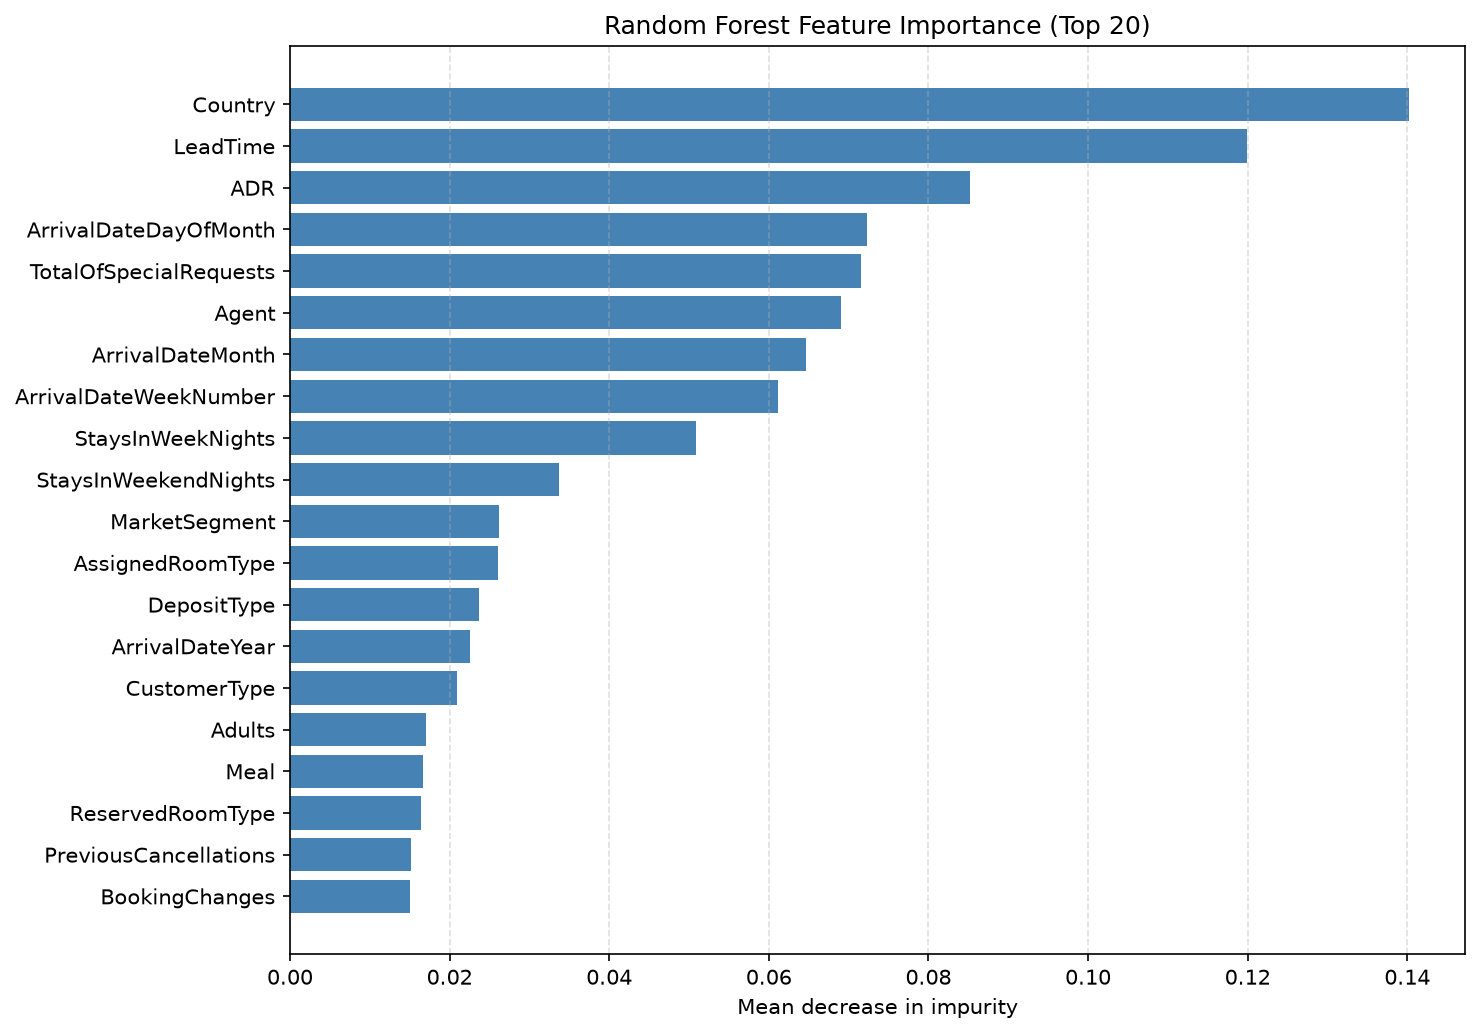 Random Forest Feature Importance (Top 20)
Country
LeadTime
ADR
ArrivalDateDayOfMonth
TotalOfSpecialRequests
Agent
ArrivalDateMonth
ArrivalDateWeekNumber
StaysInWeekNights
StaysInWeekendNights
MarketSegment
AssignedRoomType
DepositType
ArrivalDateYear
CustomerType
Adults
Meal
ReservedRoomType
PreviousCancellations
BookingChanges
0.00 0.02 0.04 0.06 0.08 0.10 0.12 0.14
Mean decrease in impurity